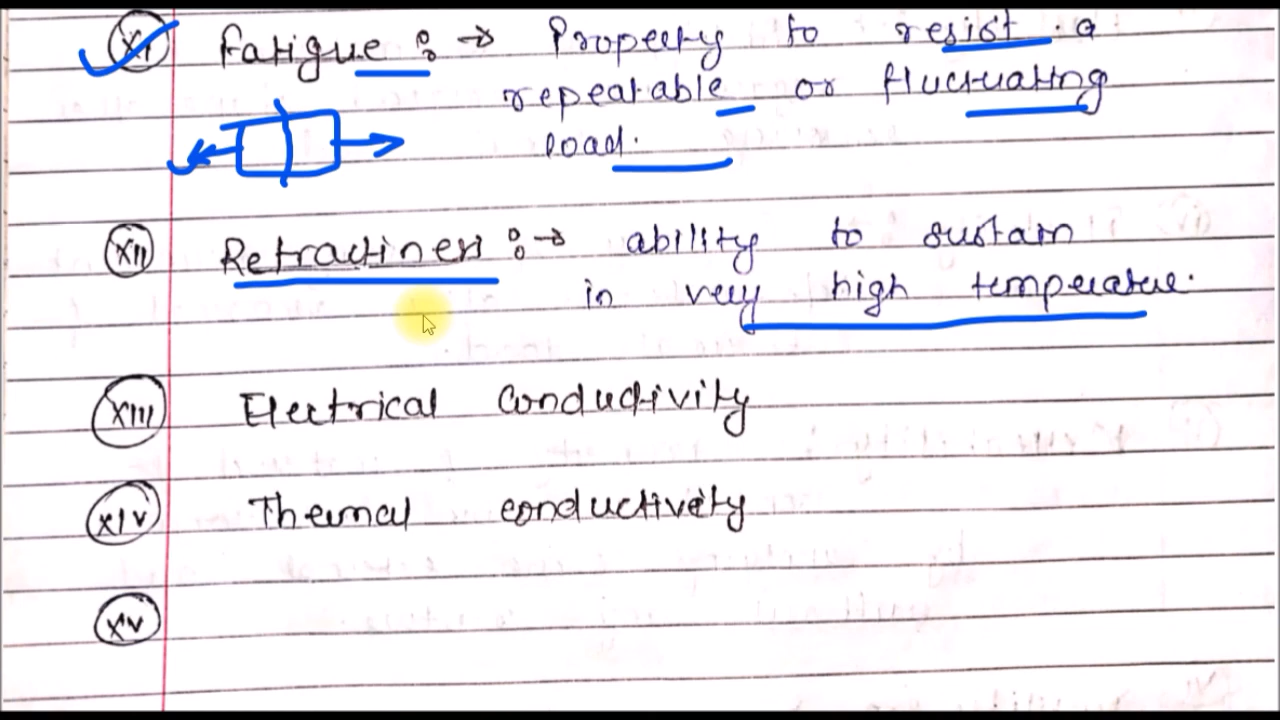 XI Fatigue :→ Property to resist a
repeatable or fluctuating
load.
XII Retractiness :→ ability to sustain
in very high temperature.
XIII Electrical Conductivity
XIV Thermal conductivity
XV